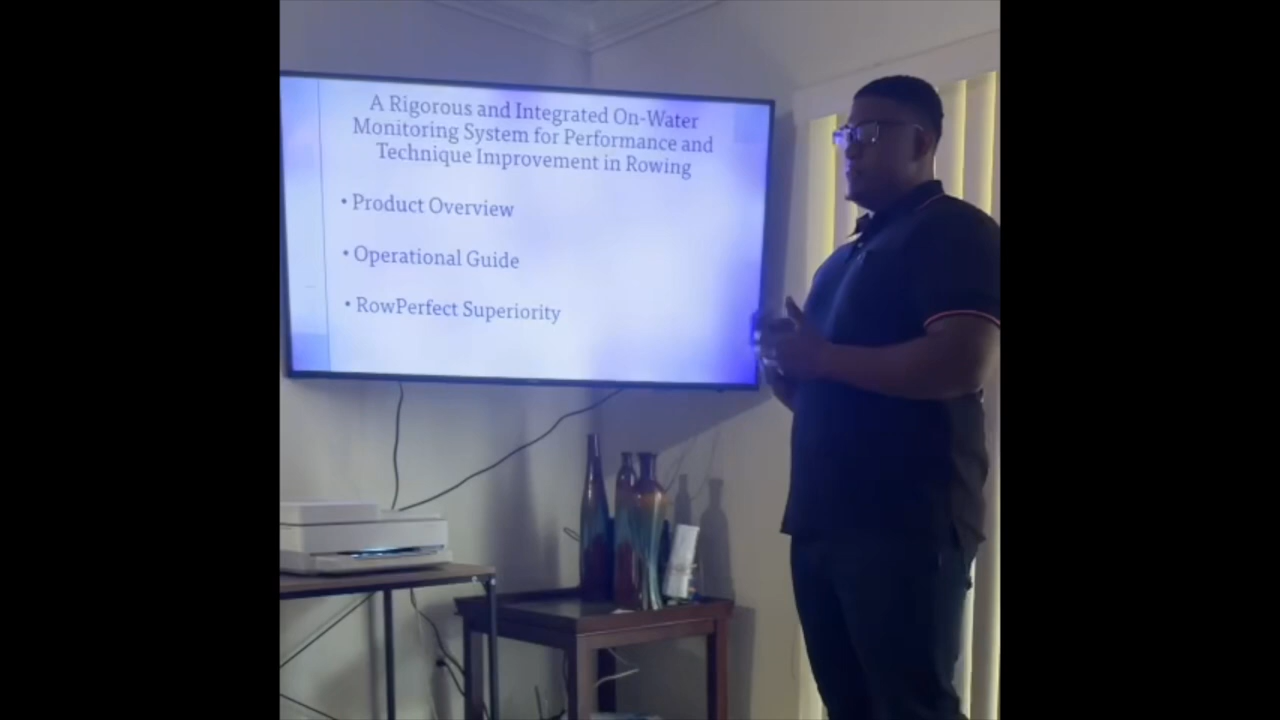 A Rigorous and Integrated On-Water
Monitoring System for Performance and
Technique Improvement in Rowing
• Product Overview
• Operational Guide
• RowPerfect Superiority